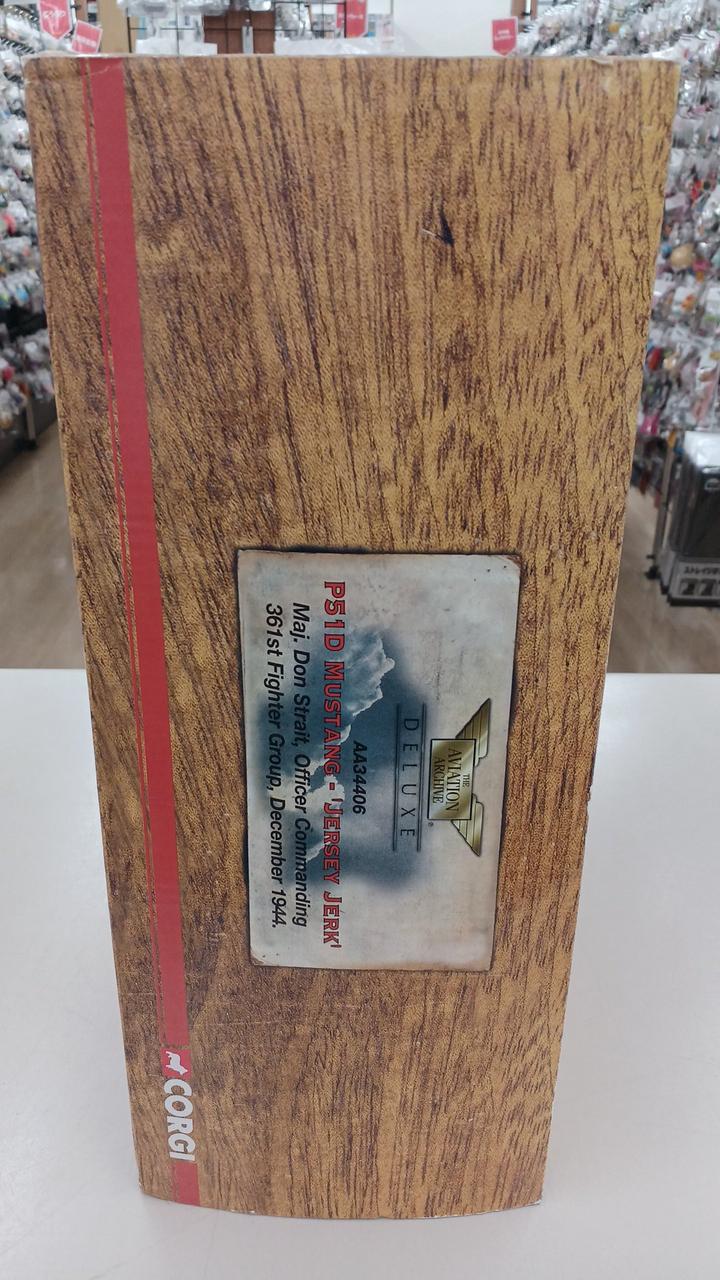 THE
AVIATION
ARCHIVE
®
DELUXE
AA34406
P51D MUSTANG - 'JERSEY JERK'
Maj. Don Strait, Officer Commanding
361st Fighter Group, December 1944.
CORGI